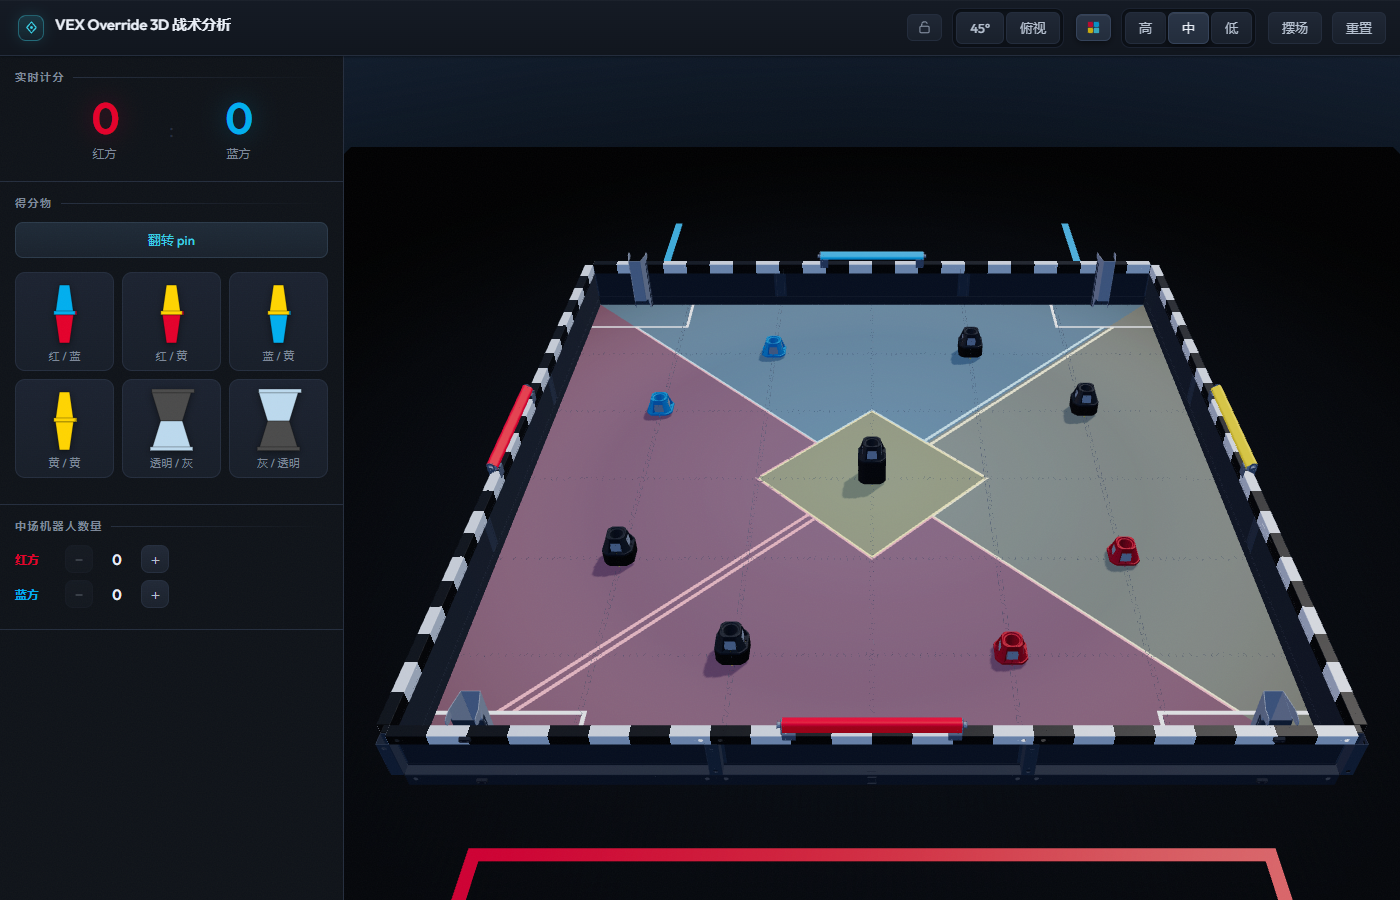 VEX Override 3D 战术分析
45° 俯视 高 中 低 摆场 重置
实时计分
0 : 0
红方 蓝方
得分物
翻转 pin
红 / 蓝 红 / 黄 蓝 / 黄
黄 / 黄 透明 / 灰 灰 / 透明
中场机器人数量
红方 − 0 +
蓝方 − 0 +